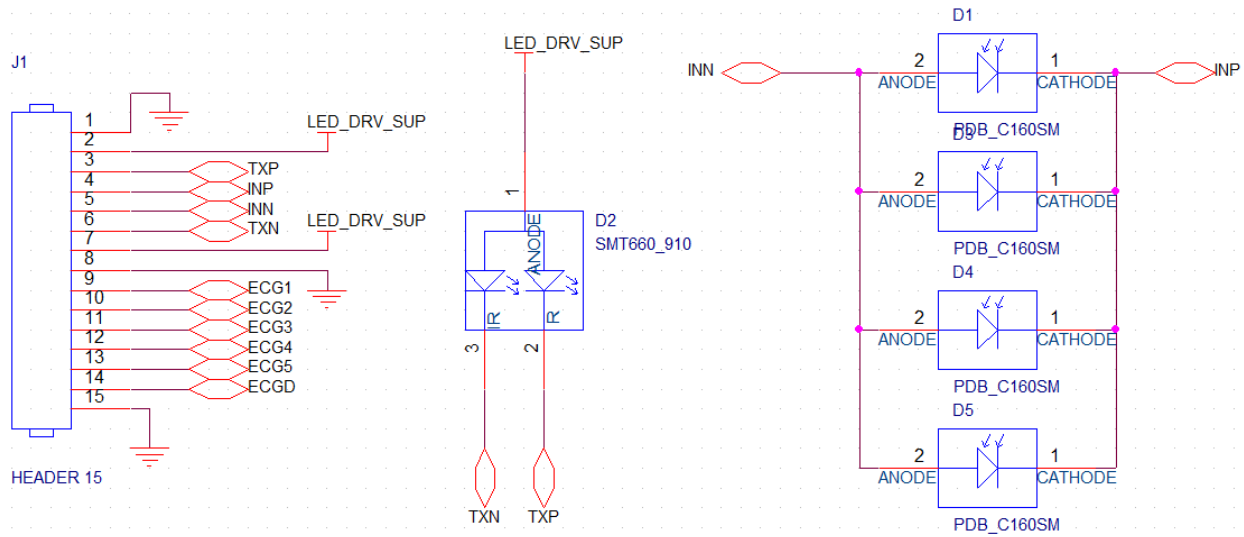 J1
1
2
3
4
5
6
7
8
9
10
11
12
13
14
15
LED_DRV_SUP
TXP
INP
INN
TXN
LED_DRV_SUP
ECG1
ECG2
ECG3
ECG4
ECG5
ECGD
HEADER 15
LED_DRV_SUP
1
ANODE
D2
SMT660_910
IR
R
3
2
TXN
TXP
INN
INP
D1
2
1
ANODE
CATHODE
PDB_C160SM
D3
2
1
ANODE
CATHODE
PDB_C160SM
D4
2
1
ANODE
CATHODE
PDB_C160SM
D5
2
1
ANODE
CATHODE
PDB_C160SM